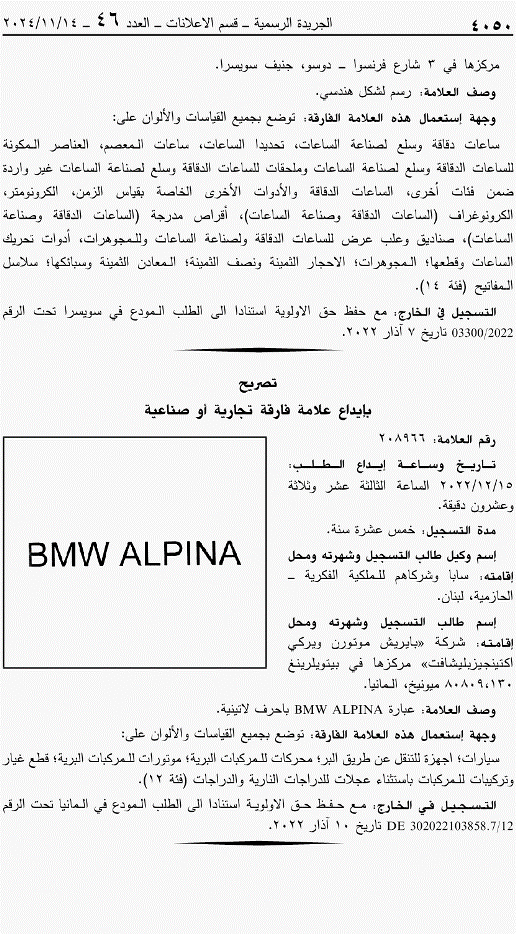 ٤٠٥٠
الجريدة الرسمية – قسم الاعلانات – العدد ٤٦ – ٢٠٢٤/١١/١٤
مركزها في ٣ شارع فرنسوا – دوسو، جنيف سويسرا.
وصف العلامة: رسم لشكل هندسي.
وجهة إستعمال هذه العلامة الفارقة: توضع بجميع القياسات والألوان على:
ساعات دقاقة وسلع لصناعة الساعات، تحديدا الساعات، ساعات المعصم، العناصر المكونة
للساعات الدقاقة وسلع لصناعة الساعات وملحقات للساعات الدقاقة وسلع لصناعة الساعات غير واردة
ضمن فئات أخرى، الساعات الدقاقة والأدوات الأخرى الخاصة بقياس الزمن، الكرونومتر،
الكرونوغراف (الساعات الدقاقة وصناعة الساعات)، أقراص مدرجة (الساعات الدقاقة وصناعة
الساعات)، صناديق وعلب عرض للساعات الدقاقة ولصناعة الساعات وللمجوهرات، أدوات تحريك
الساعات وقطعها؛ المجوهرات؛ الاحجار الثمينة ونصف الثمينة؛ المعادن الثمينة وسبائكها؛ سلاسل
المفاتيح (فئة ١٤).
التسجيل في الخارج: مع حفظ حق الاولوية استنادا الى الطلب المودع في سويسرا تحت الرقم
03300/2022 تاريخ ٧ آذار ٢٠٢٢.
تصريح
بإيداع علامة فارقة تجارية أو صناعية
رقم العلامة: ٢٠٨٩٦٦
تاريخ وساعة إيداع الطلب:
٢٠٢٢/١٢/١٥ الساعة الثالثة عشر وثلاثة
وعشرون دقيقة.
مدة التسجيل: خمس عشرة سنة.
إسم وكيل طالب التسجيل وشهرته ومحل
إقامته: سابا وشركاهم للملكية الفكرية –
الحازمية، لبنان.
إسم طالب التسجيل وشهرته ومحل
إقامته: شركة «بايريش موتورن ويركي
اكتينجيزيليشافت» مركزها في بيتويلرينغ
٨٠٨٠٩،١٣٠ ميونيخ، المانيا.
BMW ALPINA
وصف العلامة: عبارة BMW ALPINA باحرف لاتينية.
وجهة إستعمال هذه العلامة الفارقة: توضع بجميع القياسات والألوان على:
سيارات؛ اجهزة للتنقل عن طريق البر؛ محركات للمركبات البرية؛ موتورات للمركبات البرية؛ قطع غيار
وتركيبات للمركبات باستثناء عجلات للدراجات النارية والدراجات (فئة ١٢).
التسجيل في الخارج: مع حفظ حق الاولوية استنادا الى الطلب المودع في المانيا تحت الرقم
DE 302022103858.7/12 تاريخ ١٠ آذار ٢٠٢٢.